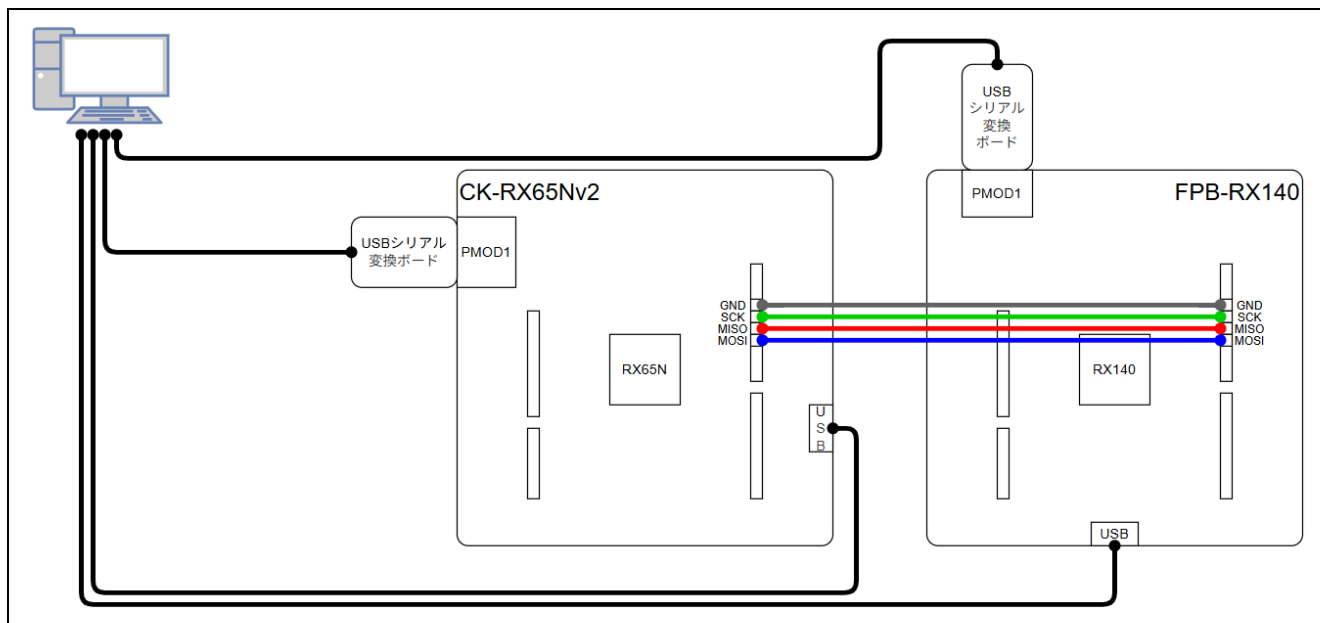 USB
シリアル
変換
ボード
CK-RX65Nv2
PMOD1
FPB-RX140
USBシリアル
変換ボード
PMOD1
GND
SCK
MISO
MOSI
GND
SCK
MISO
MOSI
RX65N
RX140
U
S
B
USB